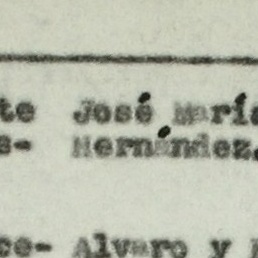 te José María
s- Hernández.
ce- Alvaro y